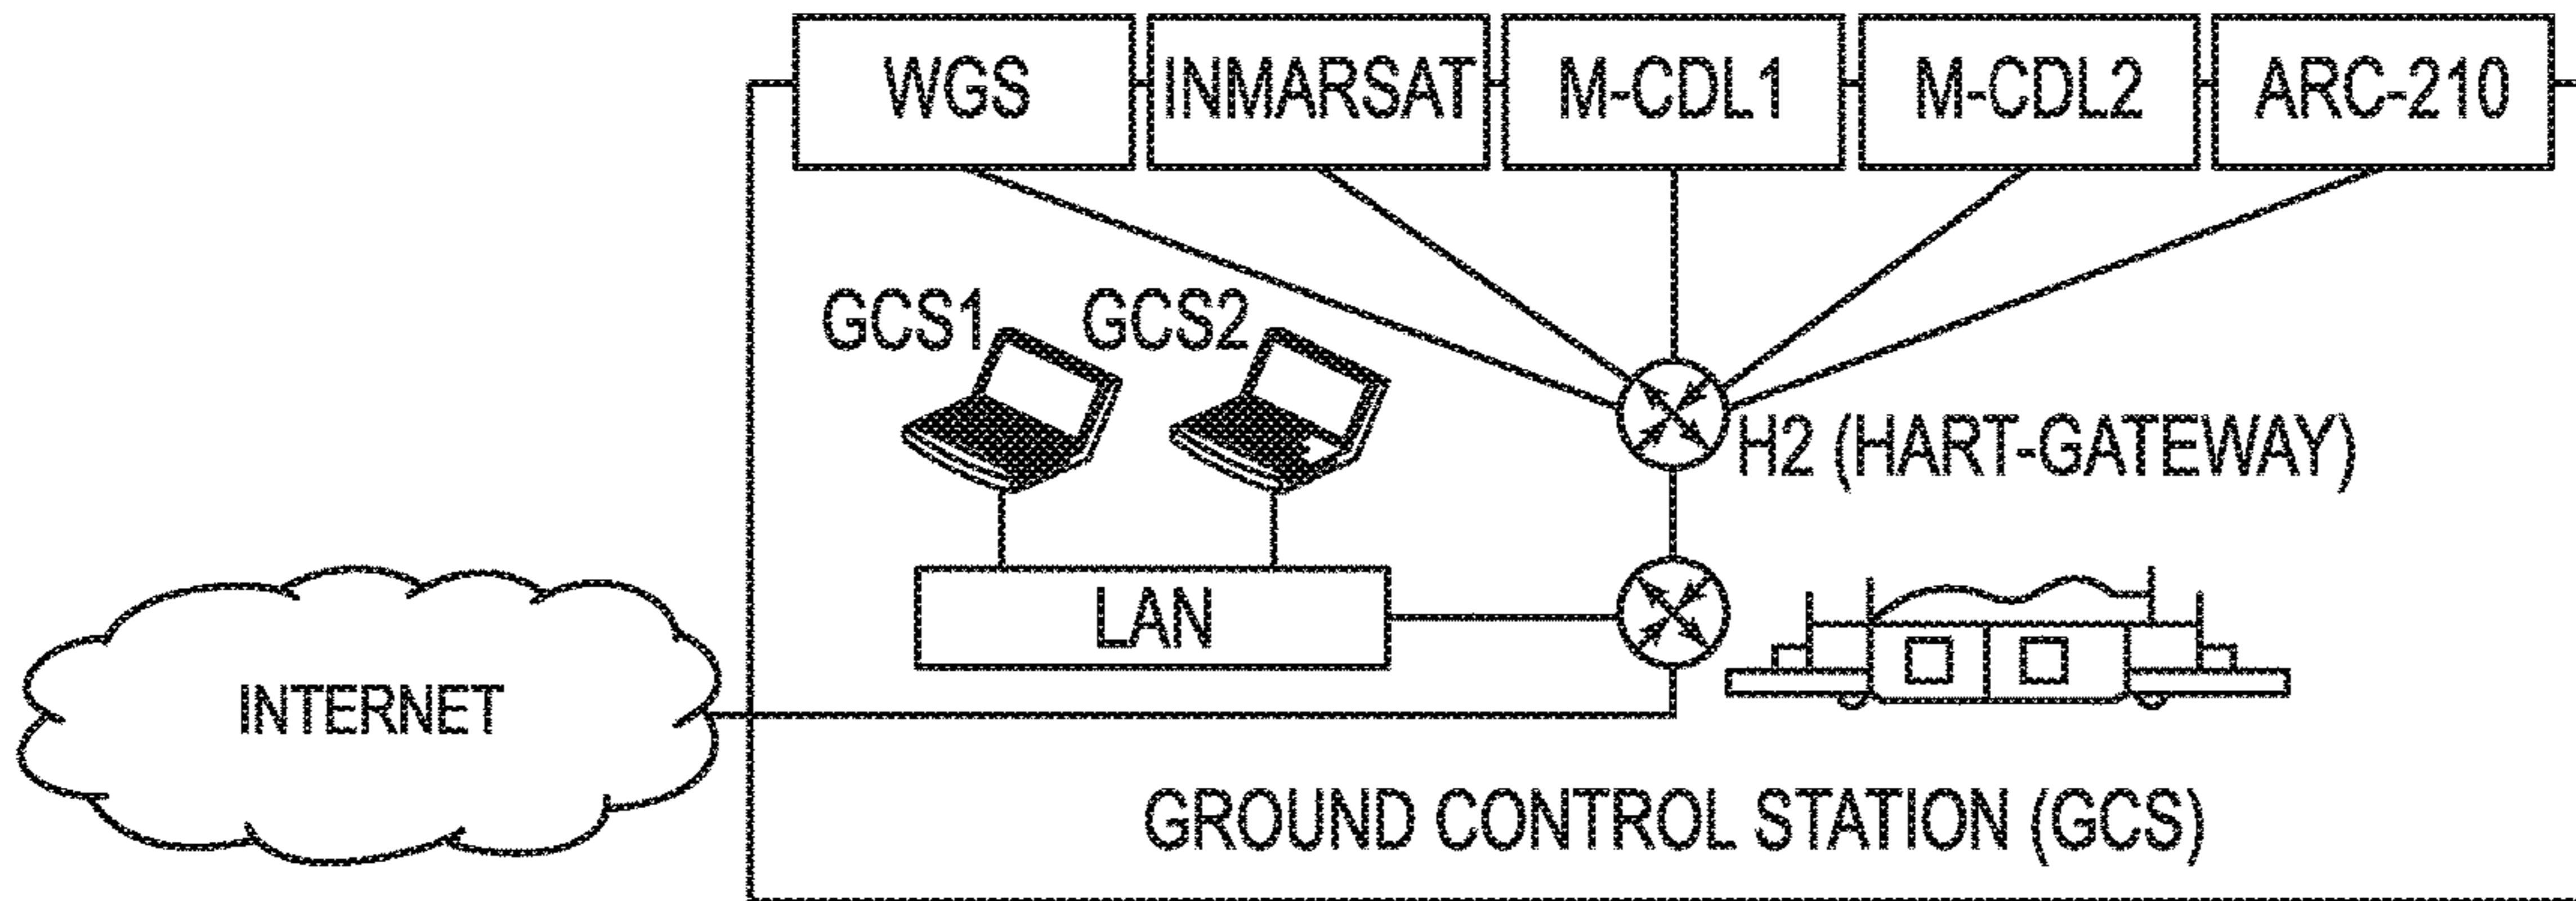 WGS
INMARSAT
M-CDL1
M-CDL2
ARC-210
GCS1
GCS2
H2 (HART-GATEWAY)
LAN
INTERNET
GROUND CONTROL STATION (GCS)